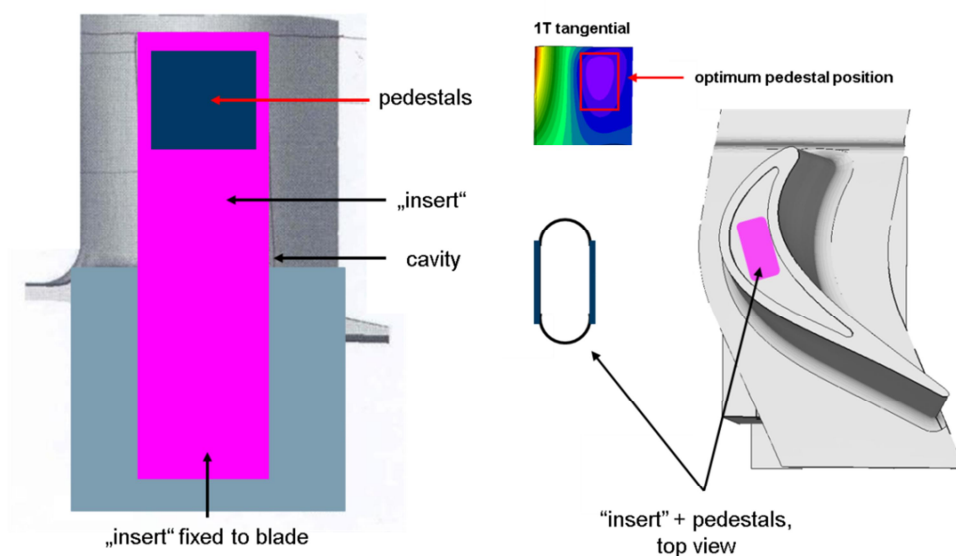 1T tangential
optimum pedestal position
pedestals
„insert“
cavity
„insert“ fixed to blade
“insert” + pedestals,
top view